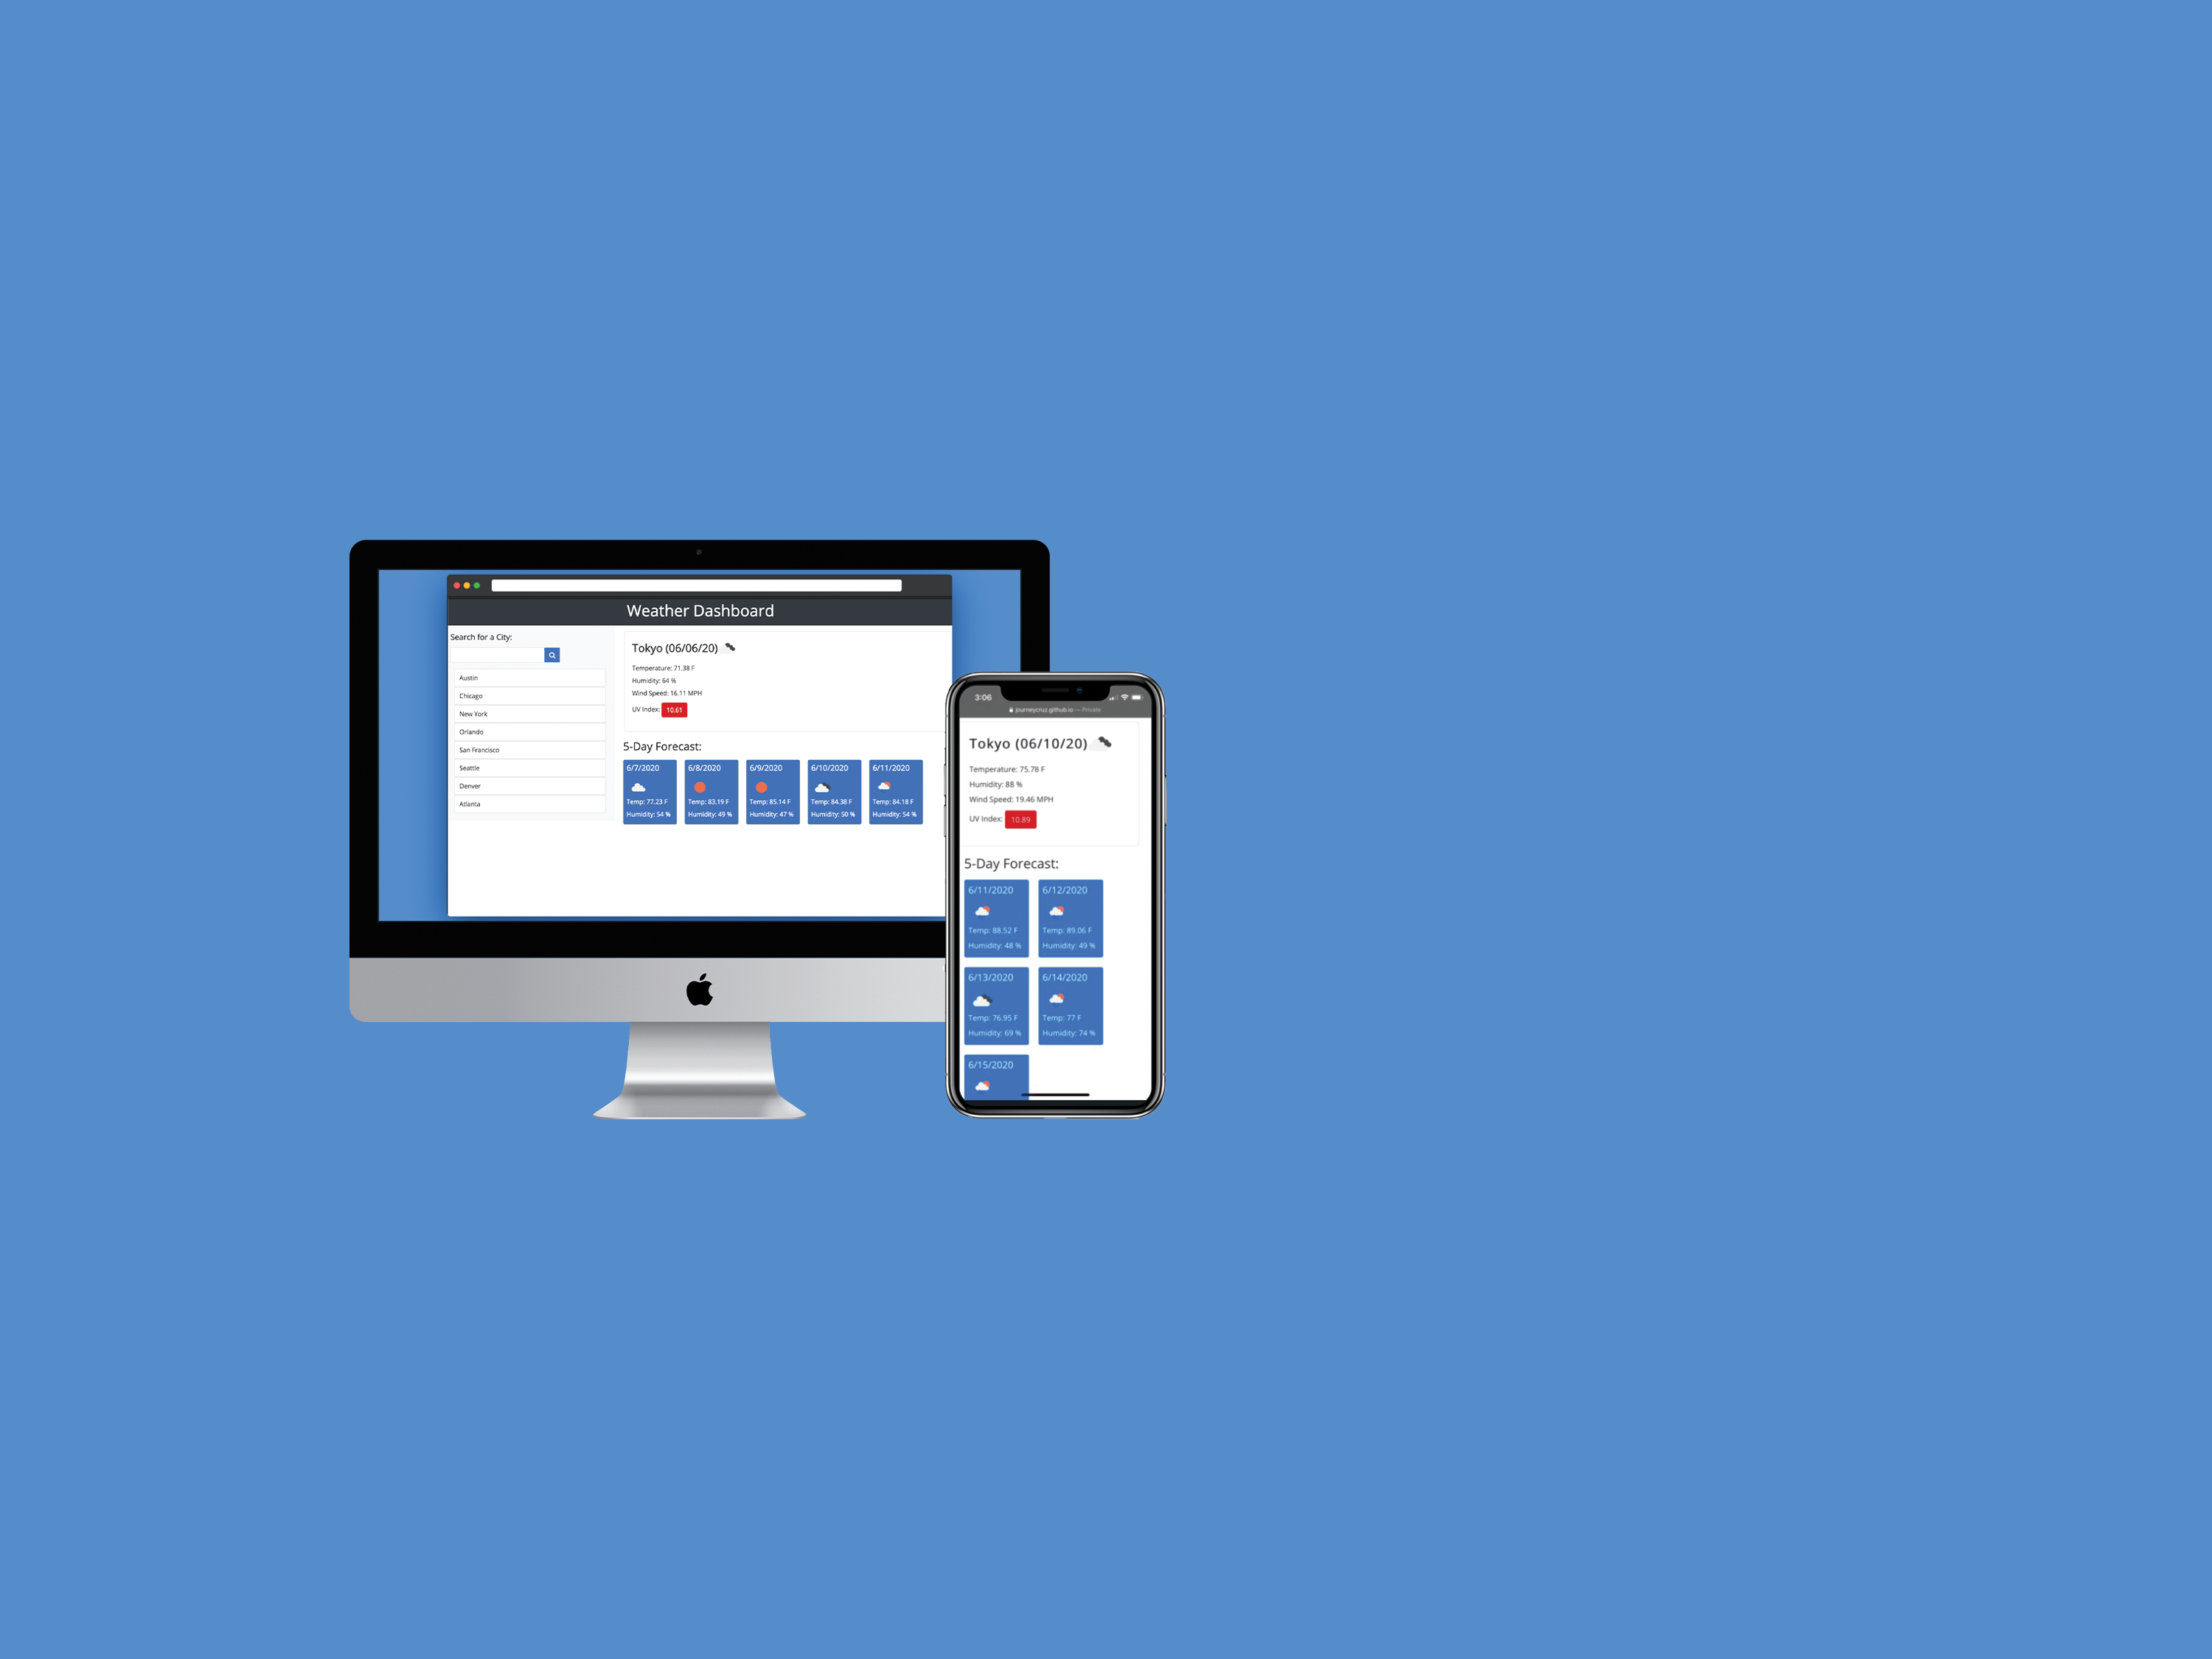 Weather Dashboard
Search for a City:
Austin
Chicago
New York
Orlando
San Francisco
Seattle
Denver
Atlanta
Tokyo (06/06/20)
Temperature: 71.38 F
Humidity: 64 %
Wind Speed: 16.11 MPH
UV Index: 10.61
5-Day Forecast:
6/7/2020
Temp: 77.23 F
Humidity: 54 %
6/8/2020
Temp: 83.19 F
Humidity: 49 %
6/9/2020
Temp: 85.14 F
Humidity: 47 %
6/10/2020
Temp: 84.38 F
Humidity: 50 %
6/11/2020
Temp: 84.18 F
Humidity: 54 %
3:06
journeycruz.github.io — Private
Tokyo (06/10/20)
Temperature: 75.78 F
Humidity: 88 %
Wind Speed: 19.46 MPH
UV Index: 10.89
5-Day Forecast:
6/11/2020
Temp: 88.52 F
Humidity: 48 %
6/12/2020
Temp: 89.06 F
Humidity: 49 %
6/13/2020
Temp: 76.95 F
Humidity: 69 %
6/14/2020
Temp: 77 F
Humidity: 74 %
6/15/2020